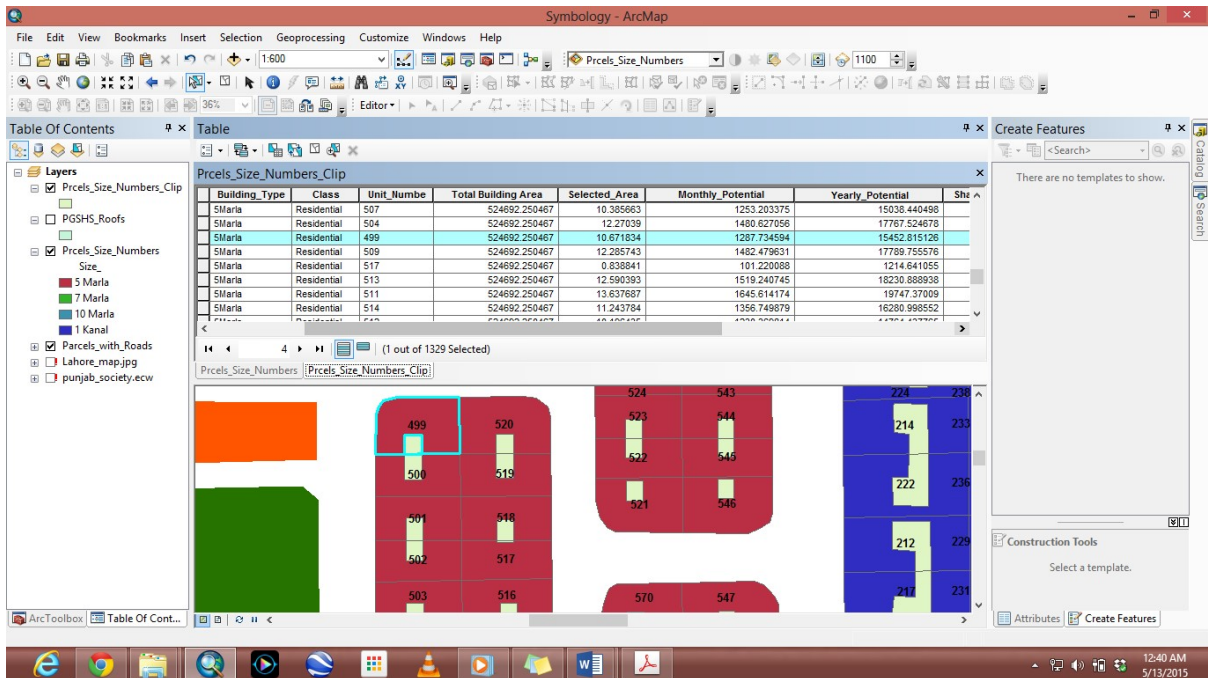 Symbology - ArcMap
File Edit View Bookmarks Insert Selection Geoprocessing Customize Windows Help
1:600 Prcels_Size_Numbers 1100
36% Editor
Table Of Contents
Layers
Prcels_Size_Numbers_Clip
PGSHS_Roofs
Prcels_Size_Numbers
Size_
5 Marla
7 Marla
10 Marla
1 Kanal
Parcels_with_Roads
Lahore_map.jpg
punjab_society.ecw
ArcToolbox Table Of Cont...
Table
Prcels_Size_Numbers_Clip
Building_Type Class Unit_Numbe Total Building Area Selected_Area Monthly_Potential Yearly_Potential Sha
5Marla Residential 507 524692.250467 10.385663 1253.203375 15038.440498
5Marla Residential 504 524692.250467 12.27039 1480.627056 17767.524678
5Marla Residential 499 524692.250467 10.671834 1287.734594 15452.815126
5Marla Residential 509 524692.250467 12.285743 1482.479631 17789.755576
5Marla Residential 517 524692.250467 0.838841 101.220088 1214.641055
5Marla Residential 513 524692.250467 12.590393 1519.240745 18230.888938
5Marla Residential 511 524692.250467 13.637687 1645.614174 19747.37009
5Marla Residential 514 524692.250467 11.243784 1356.749879 16280.998552
4 (1 out of 1329 Selected)
Prcels_Size_Numbers Prcels_Size_Numbers_Clip
524 543 224 238
523 544
499 520 214 233
522 545
500 519 222 236
521 546
501 518
212 229
502 517
217 231
503 516 570 547
Create Features
<Search>
There are no templates to show.
Construction Tools
Select a template.
Attributes Create Features
Catalog
Search
12:40 AM
5/13/2015